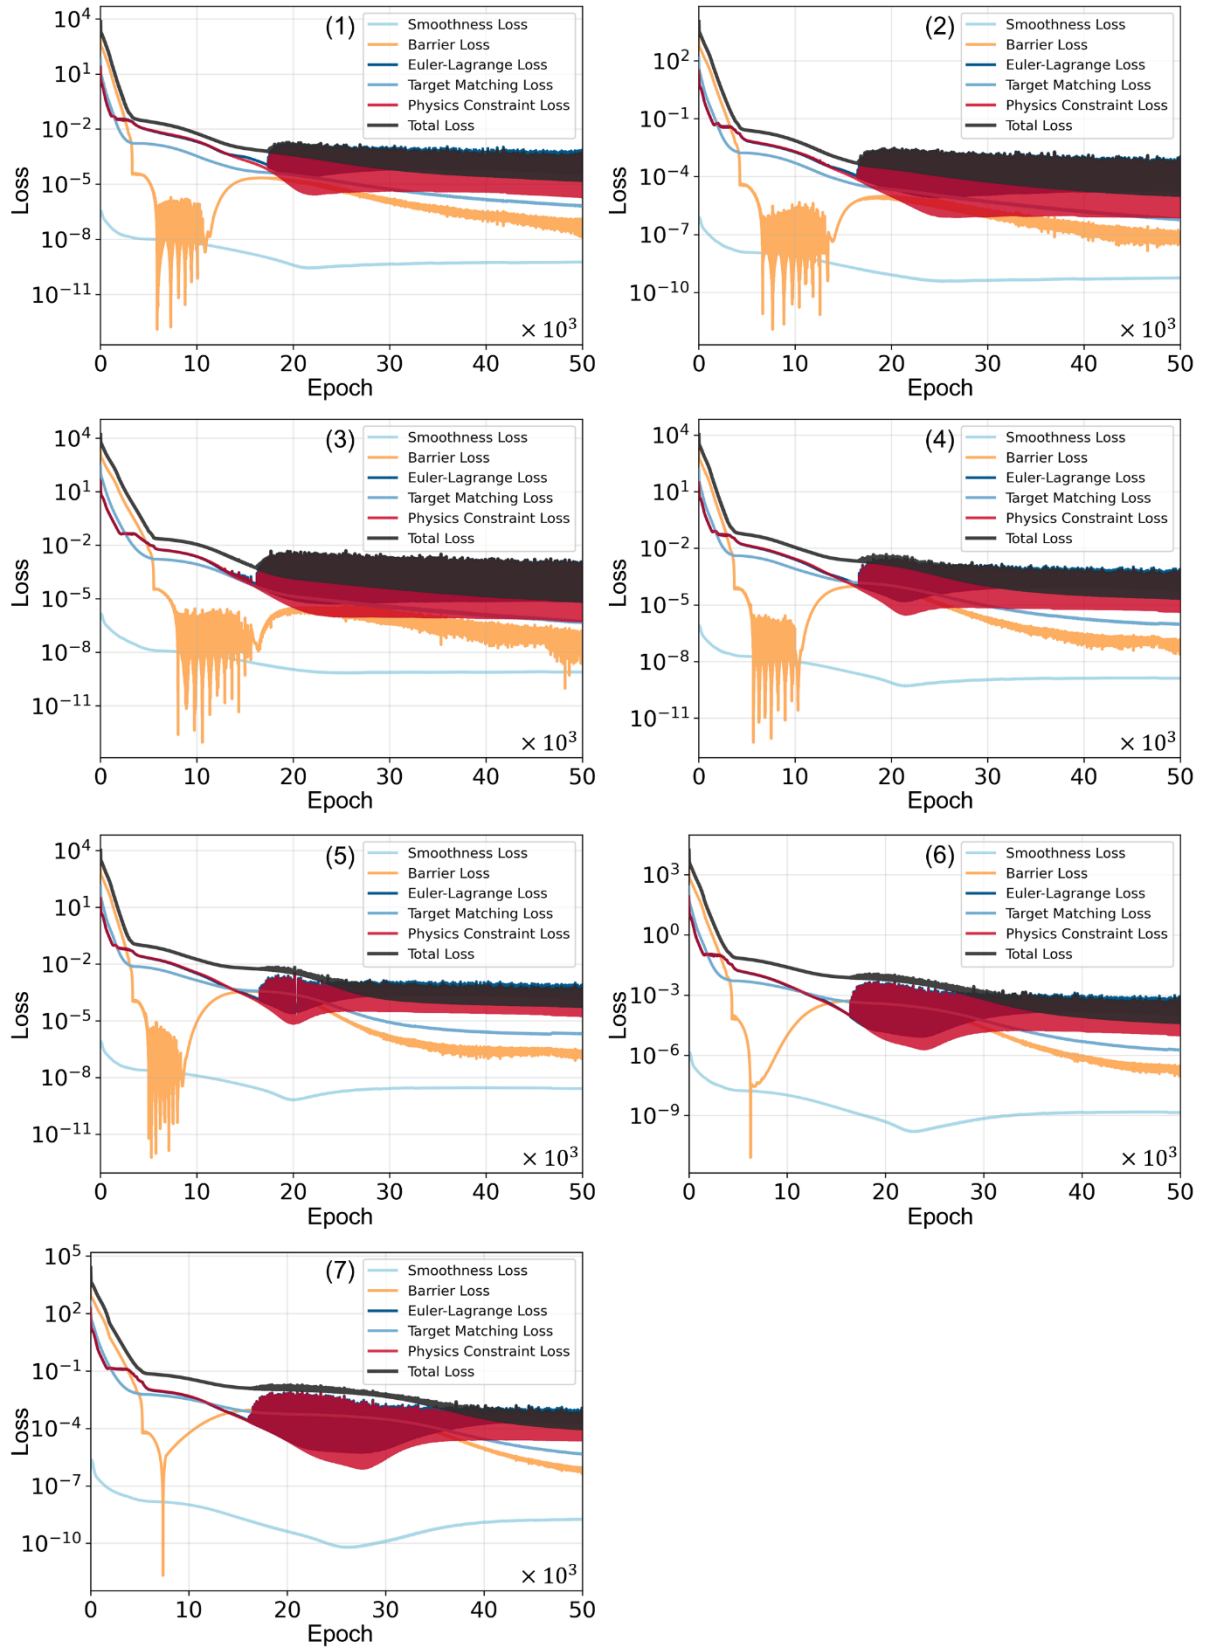 (1)
Smoothness Loss
Barrier Loss
Euler-Lagrange Loss
Target Matching Loss
Physics Constraint Loss
Total Loss
10^4
10^1
10^−2
10^−5
10^−8
10^−11
Loss
× 10^3
0 10 20 30 40 50
Epoch
(2)
Smoothness Loss
Barrier Loss
Euler-Lagrange Loss
Target Matching Loss
Physics Constraint Loss
Total Loss
10^2
10^−1
10^−4
10^−7
10^−10
Loss
× 10^3
0 10 20 30 40 50
Epoch
(3)
Smoothness Loss
Barrier Loss
Euler-Lagrange Loss
Target Matching Loss
Physics Constraint Loss
Total Loss
10^4
10^1
10^−2
10^−5
10^−8
10^−11
Loss
× 10^3
0 10 20 30 40 50
Epoch
(4)
Smoothness Loss
Barrier Loss
Euler-Lagrange Loss
Target Matching Loss
Physics Constraint Loss
Total Loss
10^4
10^1
10^−2
10^−5
10^−8
10^−11
Loss
× 10^3
0 10 20 30 40 50
Epoch
(5)
Smoothness Loss
Barrier Loss
Euler-Lagrange Loss
Target Matching Loss
Physics Constraint Loss
Total Loss
10^4
10^1
10^−2
10^−5
10^−8
10^−11
Loss
× 10^3
0 10 20 30 40 50
Epoch
(6)
Smoothness Loss
Barrier Loss
Euler-Lagrange Loss
Target Matching Loss
Physics Constraint Loss
Total Loss
10^3
10^0
10^−3
10^−6
10^−9
Loss
× 10^3
0 10 20 30 40 50
Epoch
(7)
Smoothness Loss
Barrier Loss
Euler-Lagrange Loss
Target Matching Loss
Physics Constraint Loss
Total Loss
10^5
10^2
10^−1
10^−4
10^−7
10^−10
Loss
× 10^3
0 10 20 30 40 50
Epoch